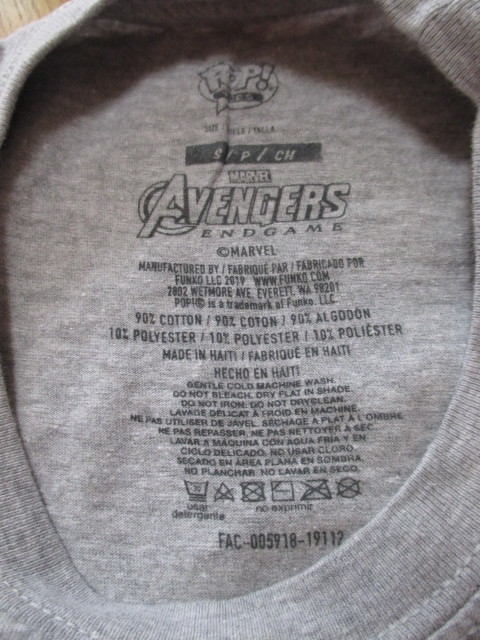 POP!
TEES
SIZE / TAILLE / TALLA
S / P / CH
MARVEL
AVENGERS
ENDGAME
©MARVEL
MANUFACTURED BY / FABRIQUÉ PAR / FABRICADO POR
FUNKO LLC 2019 WWW.FUNKO.COM
2802 WETMORE AVE. EVERETT, WA 98201
POP!® is a trademark of Funko, LLC.
90% COTTON / 90% COTON / 90% ALGODÓN
10% POLYESTER / 10% POLYESTER / 10% POLIÉSTER
MADE IN HAITI / FABRIQUÉ EN HAITI
HECHO EN HAITI
GENTLE COLD MACHINE WASH.
DO NOT BLEACH. DRY FLAT IN SHADE.
DO NOT IRON. DO NOT DRYCLEAN.
LAVAGE DÉLICAT À FROID EN MACHINE.
NE PAS UTILISER DE JAVEL. SÉCHAGE A PLAT À L'OMBRE.
NE PAS REPASSER. NE PAS NETTOYER A SEC.
LAVAR A MÁQUINA CON AGUA FRÍA Y EN
CICLO DELICADO. NO USAR CLORO.
SECADO EN ÁREA PLANA EN SOMBRA.
NO PLANCHAR. NO LAVAR EN SECO.
usar detergente no exprimir
FAC-005918-19112